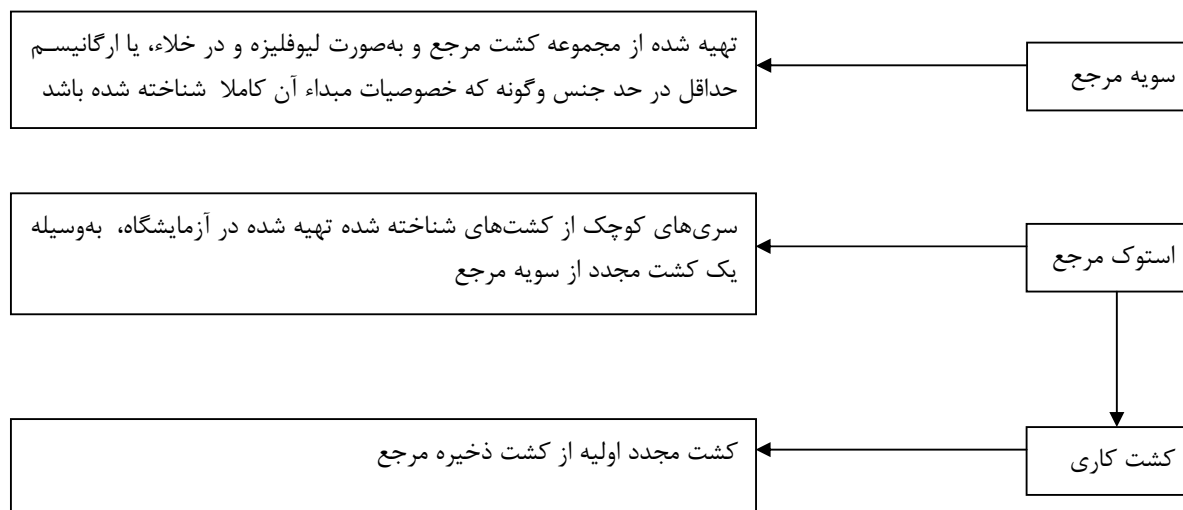 سویه مرجع
تهیه شده از مجموعه کشت مرجع و به‌صورت لیوفلیزه و در خلاء، یا ارگانیسم
حداقل در حد جنس وگونه که خصوصیات مبداء آن کاملا شناخته شده باشد
استوک مرجع
سری‌های کوچک از کشت‌های شناخته شده تهیه شده در آزمایشگاه، به‌وسیله
یک کشت مجدد از سویه مرجع
کشت کاری
کشت مجدد اولیه از کشت ذخیره مرجع